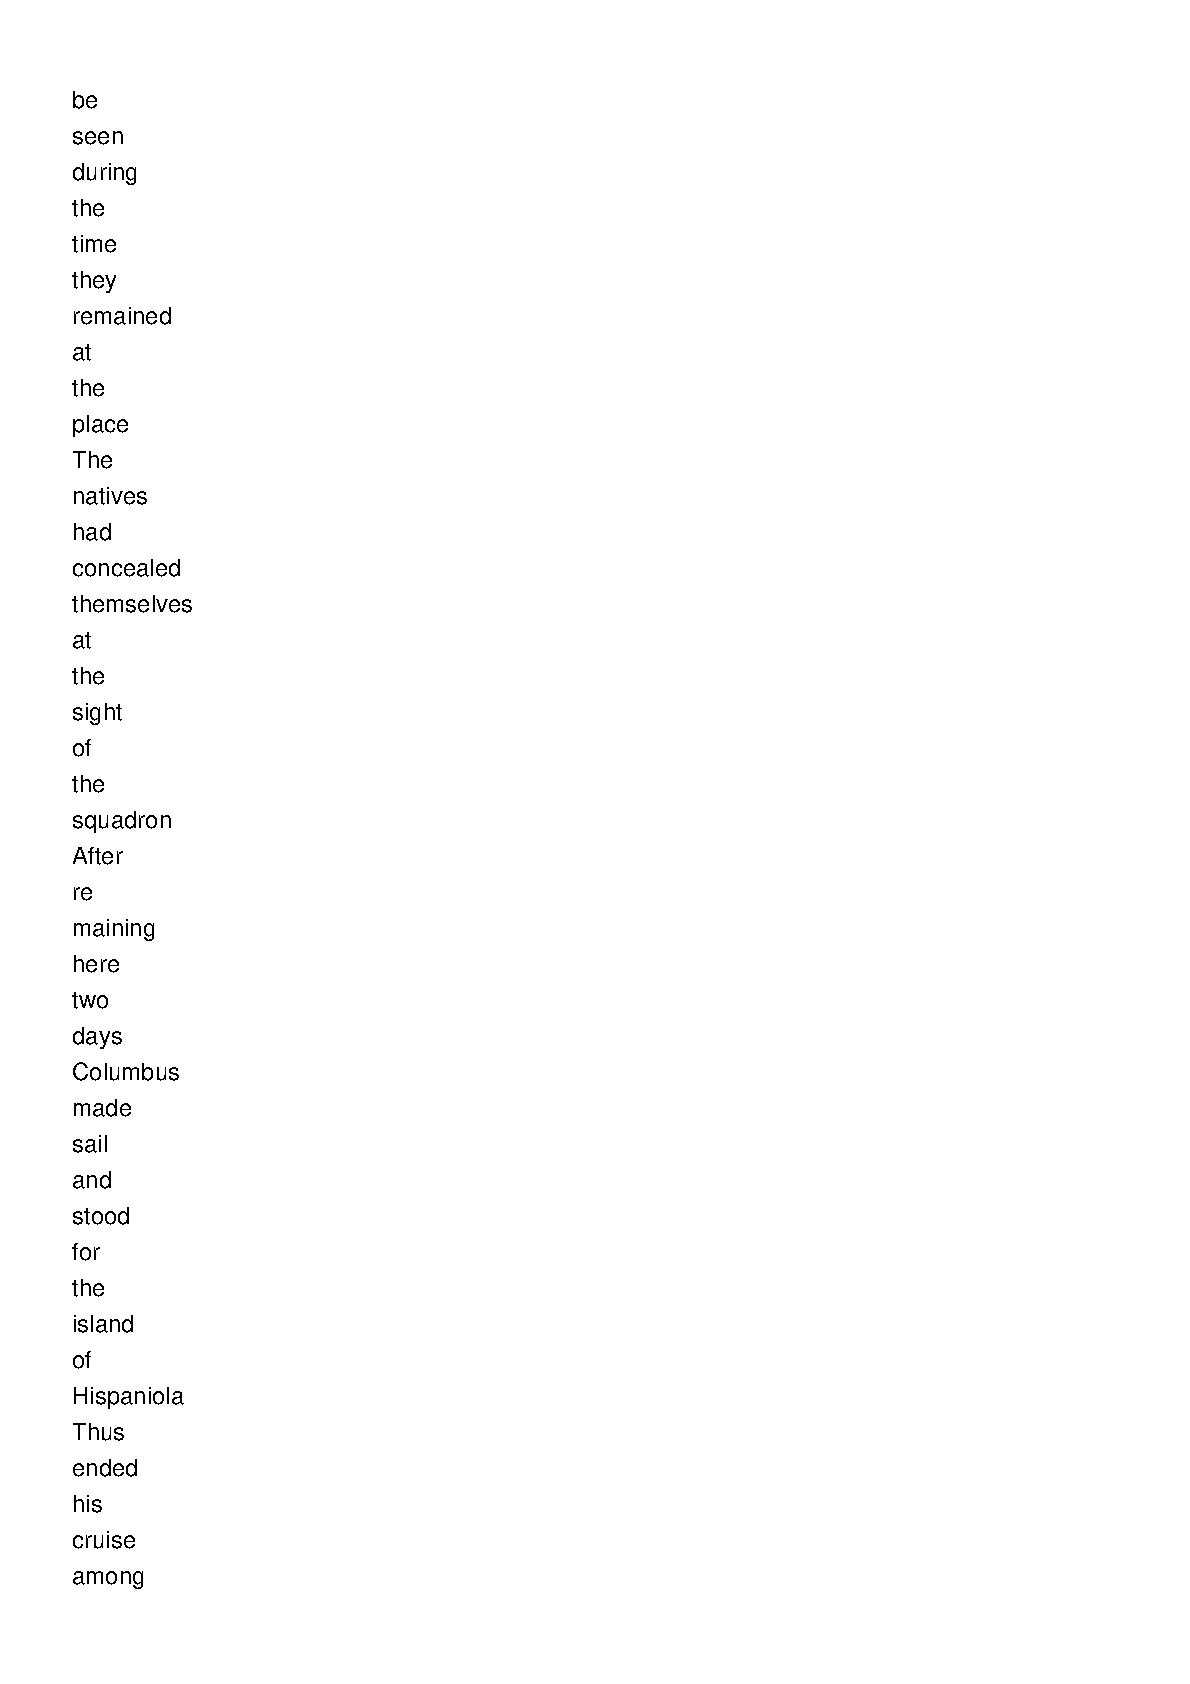 be
seen
during
the
time
they
remained
at
the
place
The
natives
had
concealed
themselves
at
the
sight
of
the
squadron
After
re
maining
here
two
days
Columbus
made
sail
and
stood
for
the
island
of
Hispaniola
Thus
ended
his
cruise
among